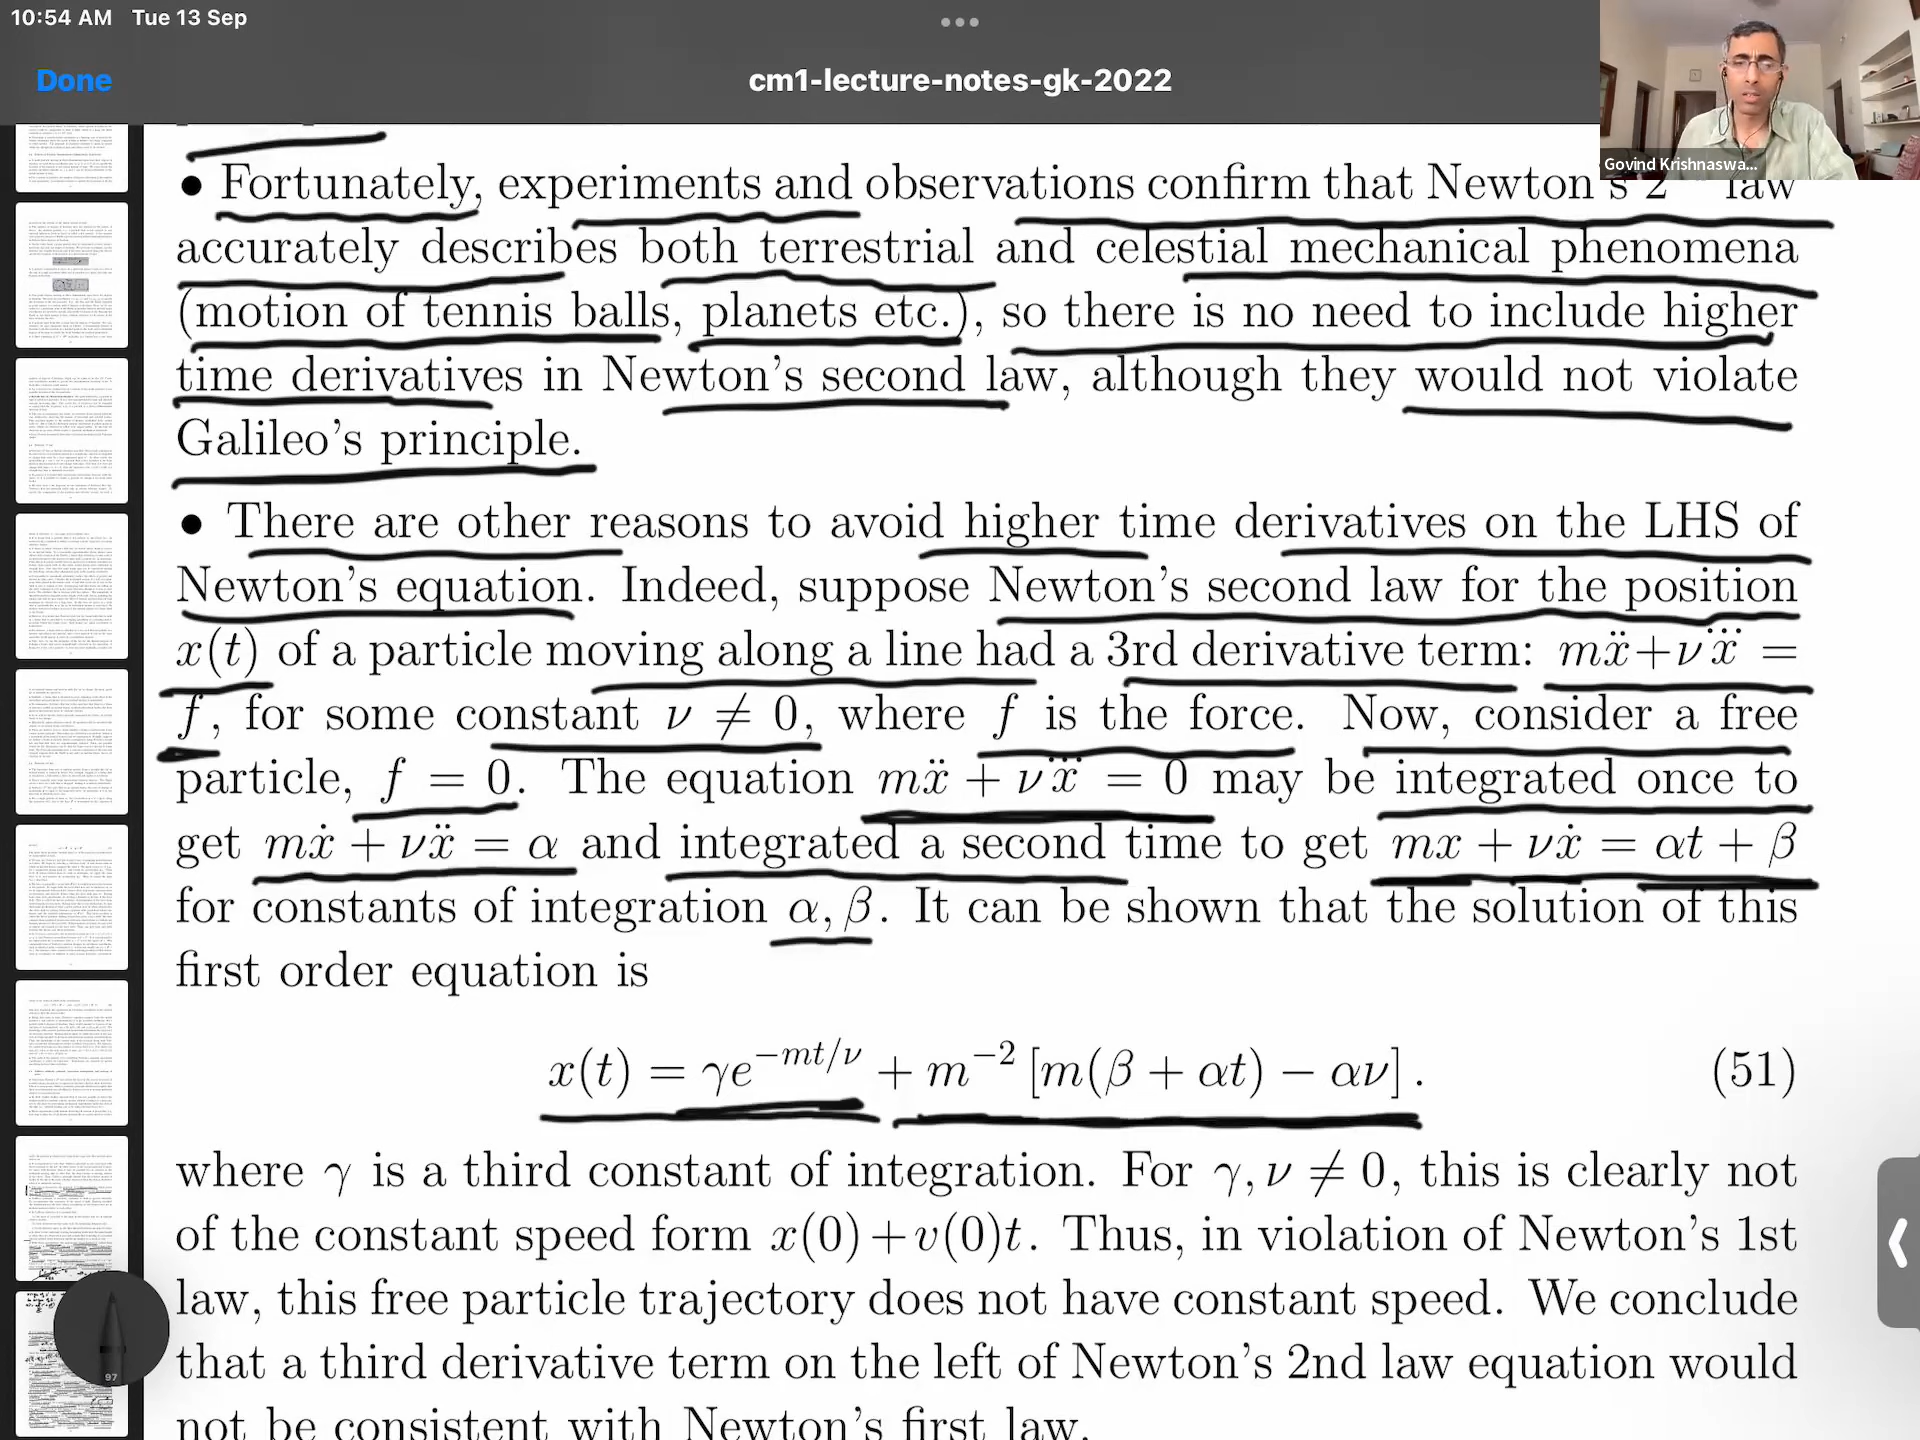 10:54 AM Tue 13 Sep
Done
cm1-lecture-notes-gk-2022
Govind Krishnaswa...
• Fortunately, experiments and observations confirm that Newton's 2 law
accurately describes both terrestrial and celestial mechanical phenomena
(motion of tennis balls, planets etc.), so there is no need to include higher
time derivatives in Newton's second law, although they would not violate
Galileo's principle.
• There are other reasons to avoid higher time derivatives on the LHS of
Newton's equation. Indeed, suppose Newton's second law for the position
x(t) of a particle moving along a line had a 3rd derivative term: mẍ+νx⃛ =
f, for some constant ν ≠ 0, where f is the force. Now, consider a free
particle, f = 0. The equation mẍ + νx⃛ = 0 may be integrated once to
get mẋ + νẍ = α and integrated a second time to get mx + νẋ = αt + β
for constants of integration α, β. It can be shown that the solution of this
first order equation is
x(t) = γe^{−mt/ν} + m^{−2} [m(β + αt) − αν] . (51)
where γ is a third constant of integration. For γ, ν ≠ 0, this is clearly not
of the constant speed form x(0)+v(0)t. Thus, in violation of Newton's 1st
law, this free particle trajectory does not have constant speed. We conclude
that a third derivative term on the left of Newton's 2nd law equation would
not be consistent with Newton's first law.
97